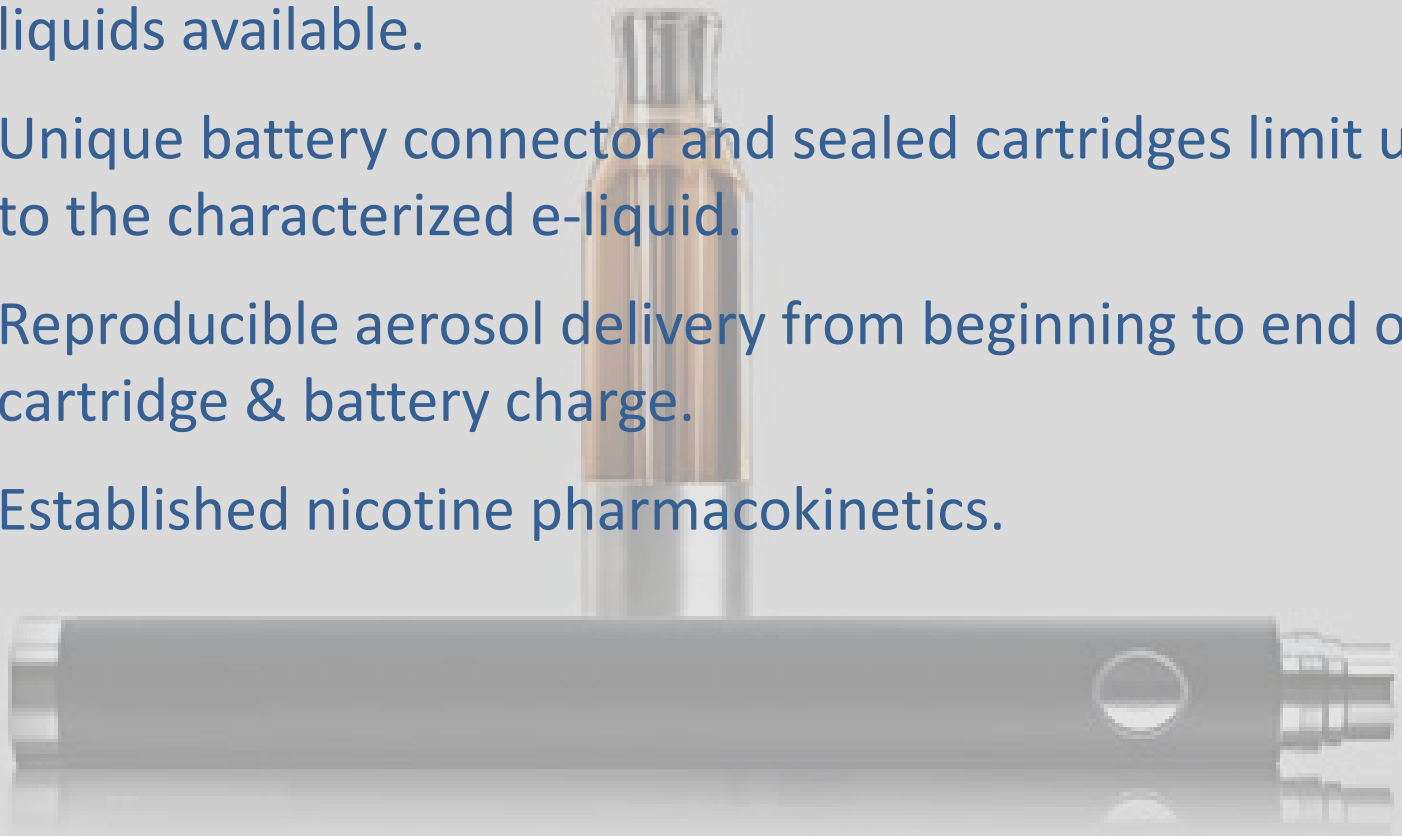 liquids available.
Unique battery connector and sealed cartridges limit
to the characterized e-liquid.
Reproducible aerosol delivery from beginning to end
cartridge & battery charge.
Established nicotine pharmacokinetics.